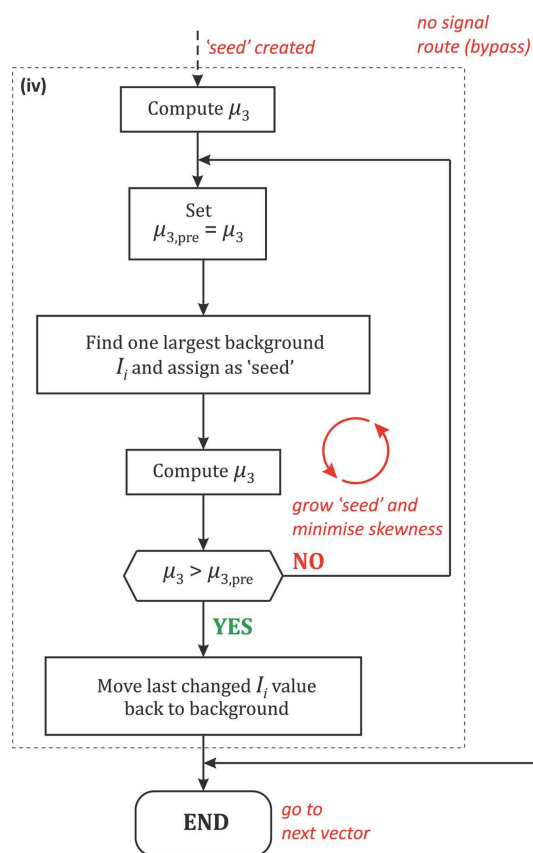 ‘seed’ created
no signal
route (bypass)
(iv)
Compute μ₃
Set
μ₃,pre = μ₃
Find one largest background
Iᵢ and assign as ‘seed’
Compute μ₃
grow ‘seed’ and
minimise skewness
μ₃ > μ₃,pre
NO
YES
Move last changed Iᵢ value
back to background
END
go to
next vector